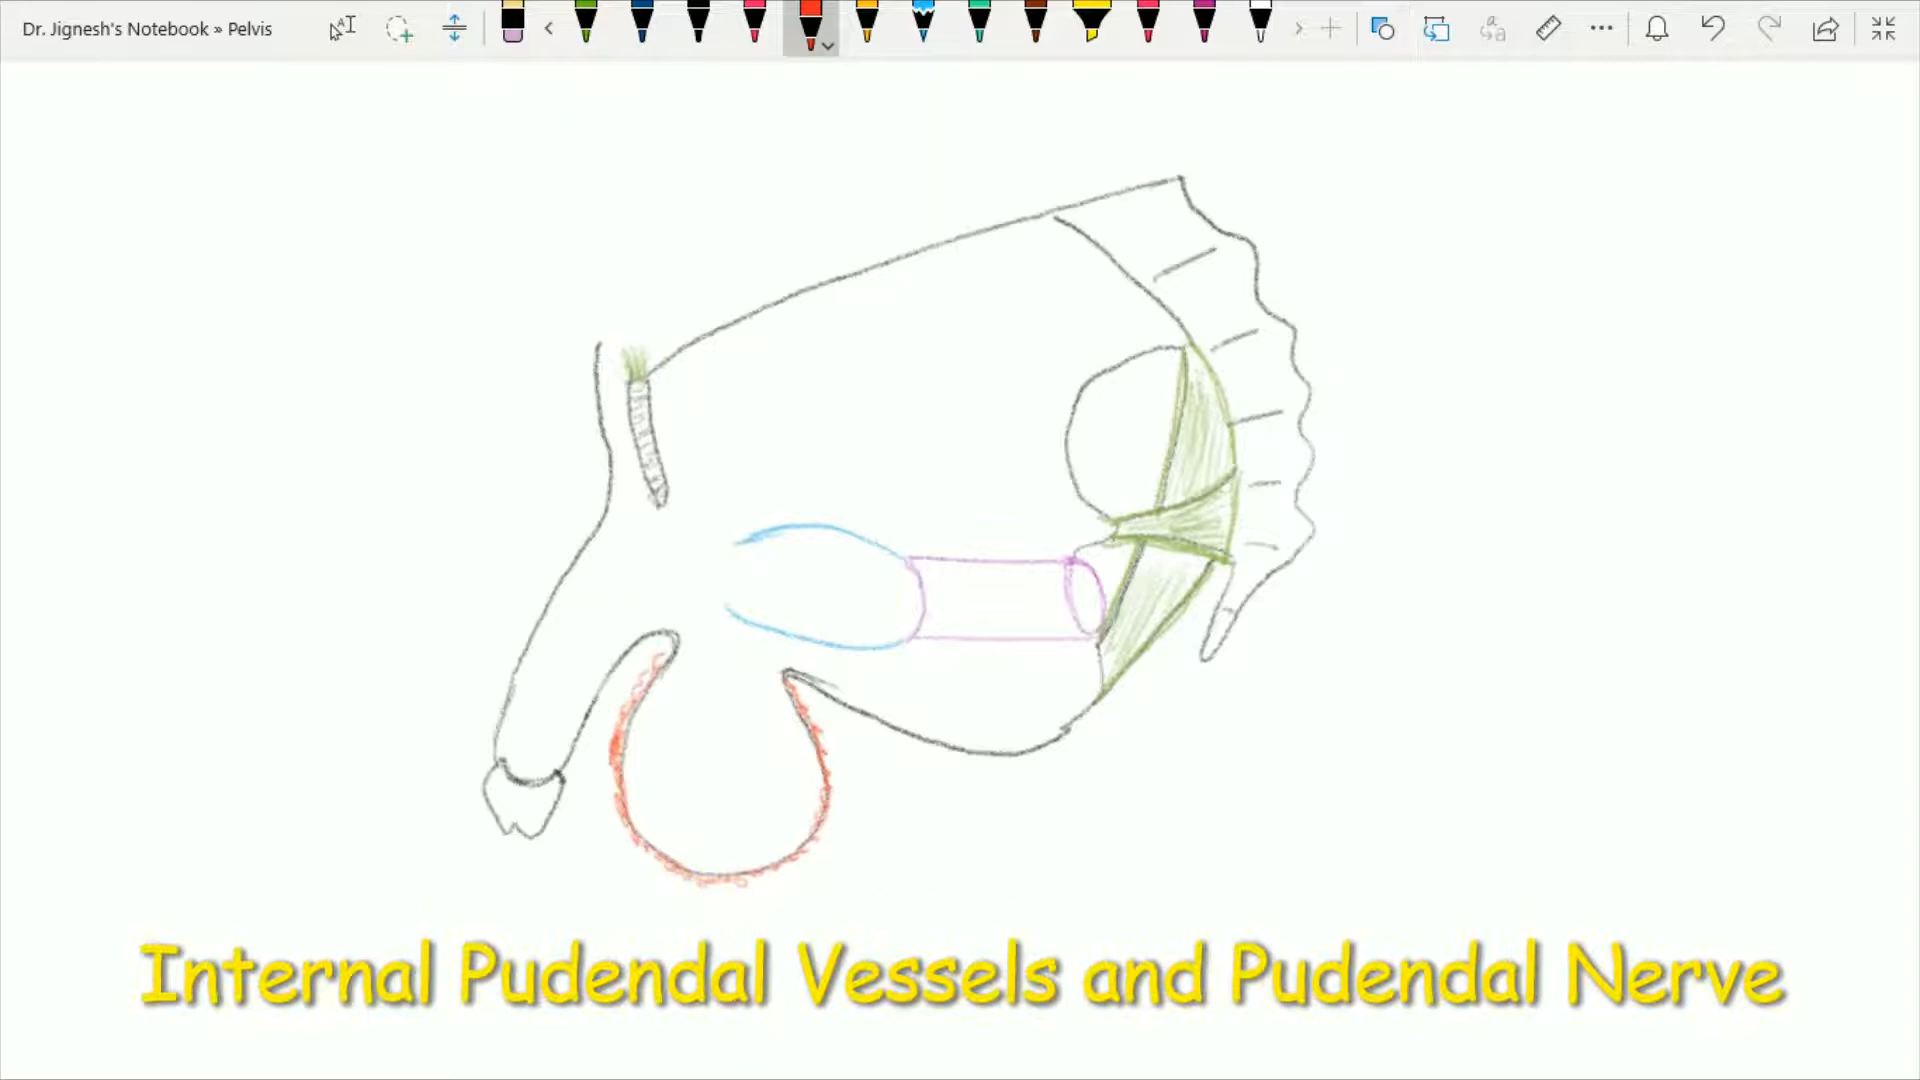 Dr. Jignesh's Notebook » Pelvis
Internal Pudendal Vessels and Pudendal Nerve